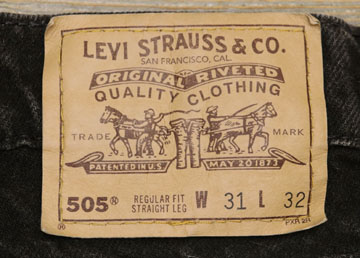 LEVI STRAUSS & CO.
SAN FRANCISCO, CAL.
ORIGINAL RIVETED
QUALITY CLOTHING
TRADE MARK
PATENTED IN U.S. MAY 20 1873
505® REGULAR FIT STRAIGHT LEG W 31 L 32
®